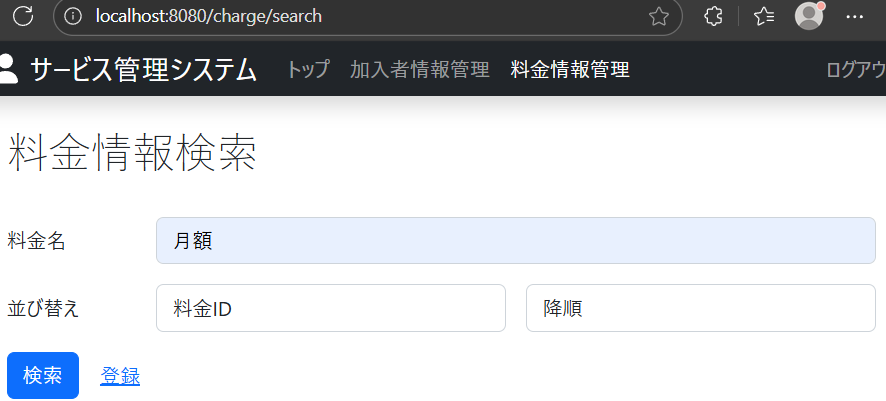 localhost:8080/charge/search
サービス管理システム トップ 加入者情報管理 料金情報管理 ログアウ
料金情報検索
料金名 月額
並び替え 料金ID 降順
検索 登録